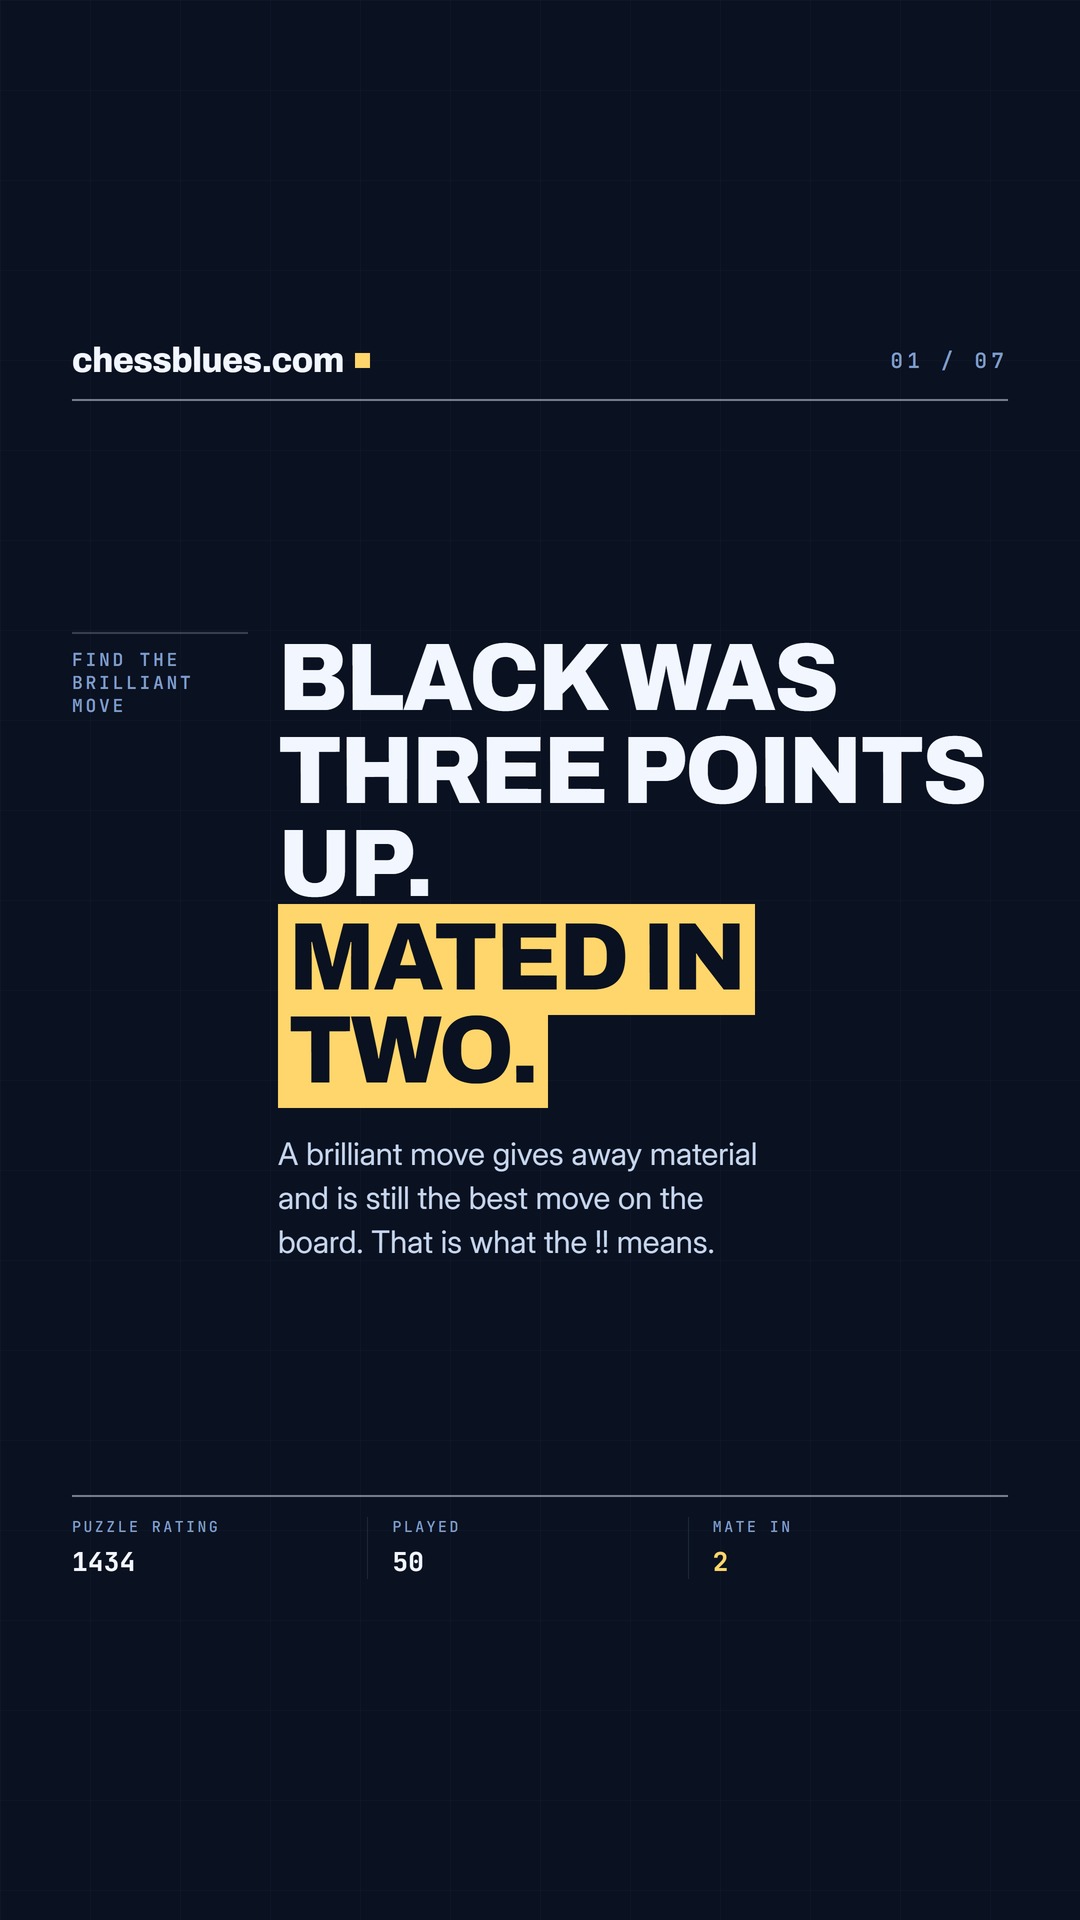 chessblues.com
01 / 07
FIND THE
BRILLIANT
MOVE
BLACK WAS
THREE POINTS
UP.
MATED IN
TWO.
A brilliant move gives away material
and is still the best move on the
board. That is what the !! means.
PUZZLE RATING
1434
PLAYED
50
MATE IN
2